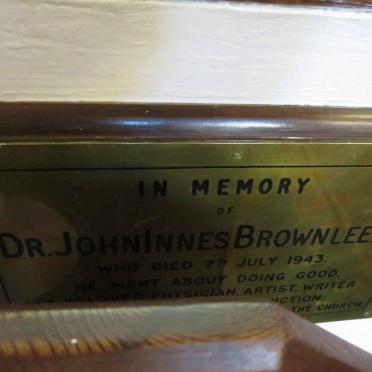 IN MEMORY
OF
DR. JOHN INNES BROWNLEE
WHO DIED 7TH JULY 1943.
HE WENT ABOUT DOING GOOD,
BELOVED PHYSICIAN, ARTIST, WRITER
THE CHURCH